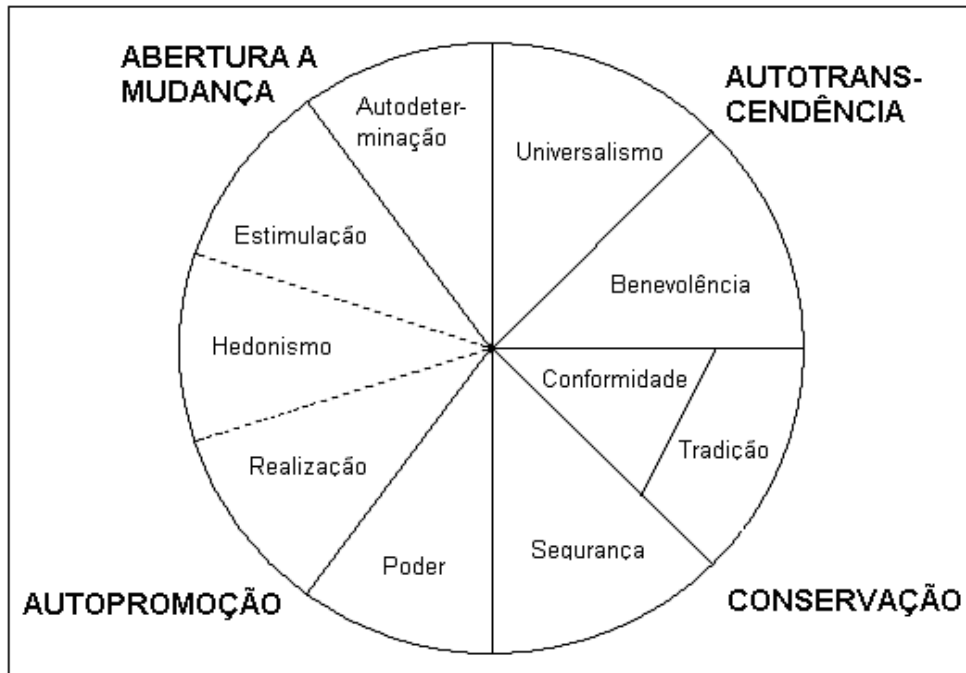 ABERTURA A
MUDANÇA
AUTOTRANS-
CENDÊNCIA
Autodeter-
minação
Universalismo
Estimulação
Benevolência
Hedonismo
Conformidade
Tradição
Realização
Segurança
Poder
AUTOPROMOÇÃO
CONSERVAÇÃO